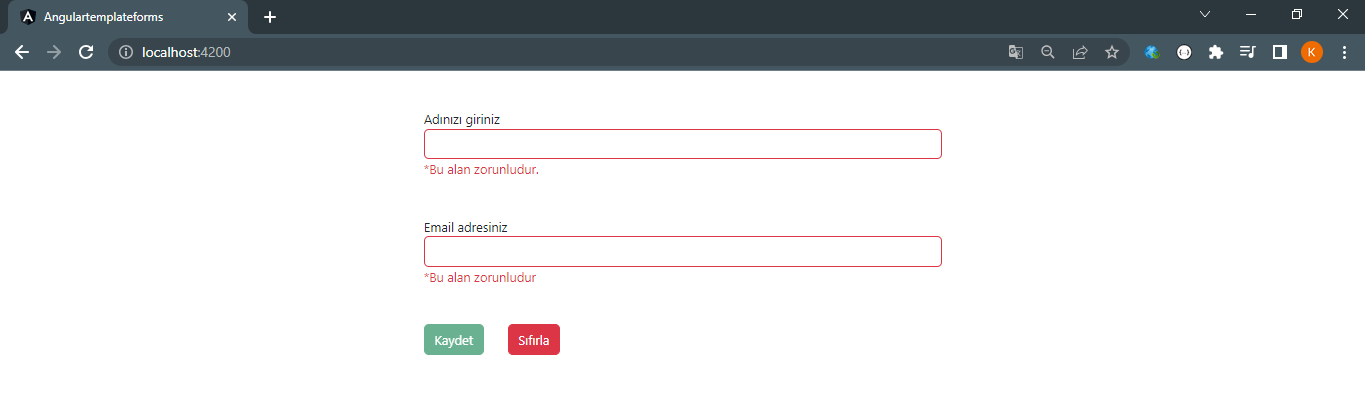 Angulartemplateforms
localhost:4200
K
Adınızı giriniz
*Bu alan zorunludur.
Email adresiniz
*Bu alan zorunludur
Kaydet Sıfırla